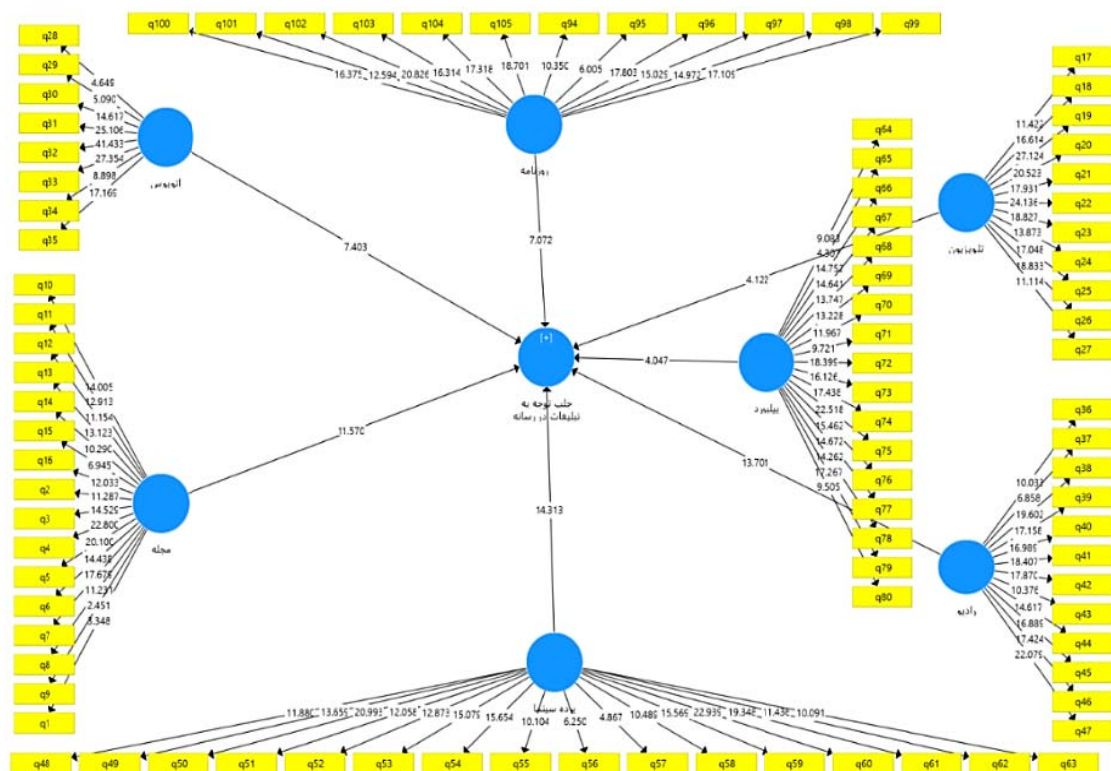 q100 q101 q102 q103 q104 q105 q94 q95 q96 q97 q98 q99
16.375 12.594 20.826 16.314 17.318 18.701 10.350 6.005 17.803 15.029 14.972 17.109
روزنامه
7.072
q28
q29
q30
q31
q32
q33
q34
q35
4.649
5.090
14.617
25.106
41.433
27.354
8.898
17.169
اتوبوس
7.403
q17
q18
q19
q20
q21
q22
q23
q24
q25
q26
q27
11.422
16.614
27.124
20.523
17.931
24.136
18.827
13.873
17.048
18.833
11.114
تلویزیون
4.122
q64
q65
q66
q67
q68
q69
q70
q71
q72
q73
q74
q75
q76
q77
q78
q79
q80
9.083
4.307
14.757
14.641
13.747
13.228
11.967
9.721
18.399
16.126
17.438
22.518
15.462
14.672
14.262
17.267
9.505
بیلبورد
4.047
[+]
جلب توجه به
تبلیغات در رسانه
q10
q11
q12
q13
q14
q15
q16
q2
q3
q4
q5
q6
q7
q8
q9
q1
14.005
12.913
11.154
13.123
10.290
6.945
12.033
11.287
14.529
22.800
20.100
14.438
17.679
11.231
2.451
3.348
مجله
11.570
q36
q37
q38
q39
q40
q41
q42
q43
q44
q45
q46
q47
10.033
6.858
19.602
17.158
16.989
18.407
17.870
10.376
14.617
16.889
17.424
22.079
رادیو
13.701
14.313
پرده سینما
11.880 13.659 20.993 12.058 12.873 15.079 15.654 10.104 6.250 4.867 10.489 15.569 22.939 19.348 11.436 10.091
q48 q49 q50 q51 q52 q53 q54 q55 q56 q57 q58 q59 q60 q61 q62 q63